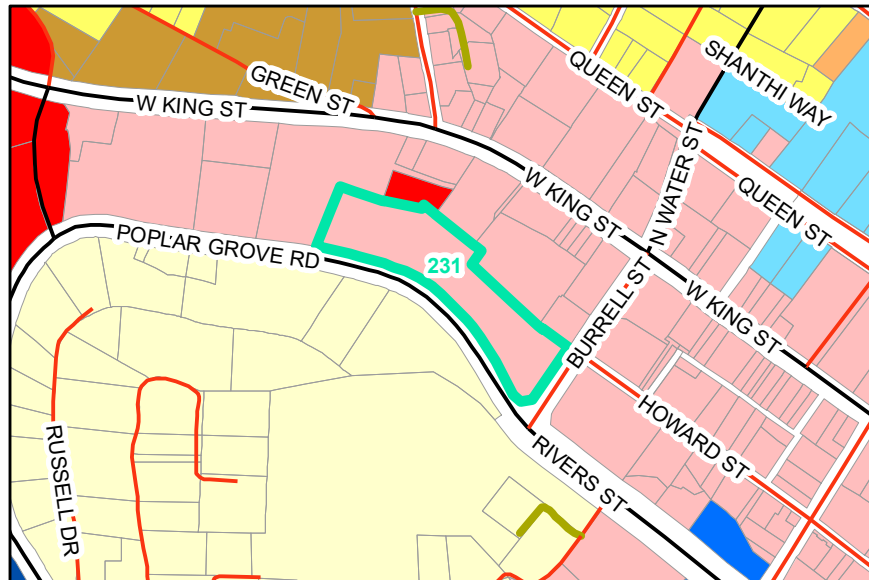 SHANTHI WAY
QUEEN ST
GREEN ST
W KING ST
N WATER ST
W KING ST
QUEEN ST
POPLAR GROVE RD
231
BURRELL ST
W KING ST
HOWARD ST
RUSSELL DR
RIVERS ST